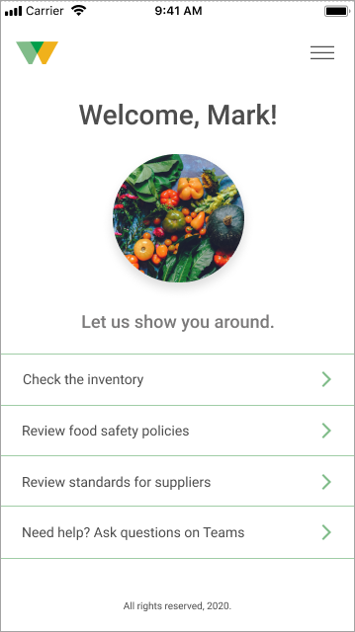 Carrier 9:41 AM
Welcome, Mark!
Let us show you around.
Check the inventory
Review food safety policies
Review standards for suppliers
Need help? Ask questions on Teams
All rights reserved, 2020.